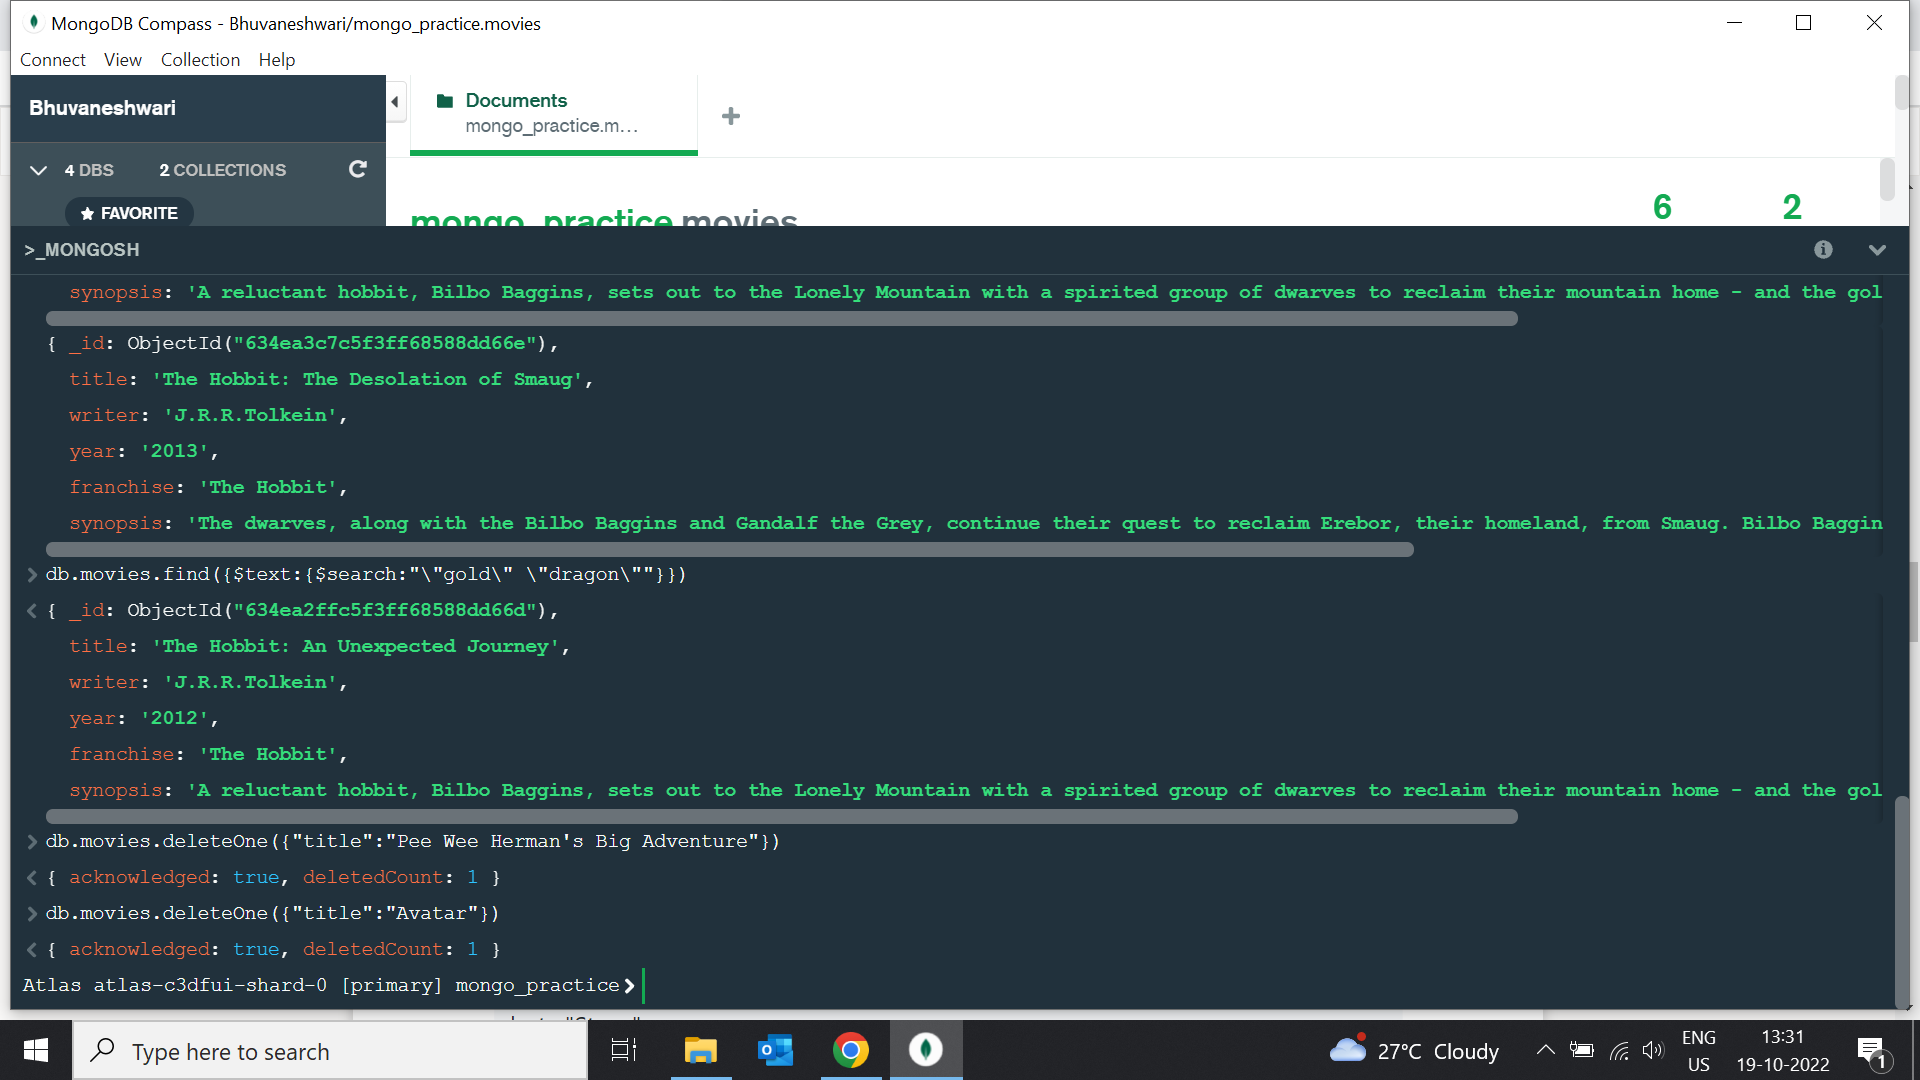 MongoDB Compass - Bhuvaneshwari/mongo_practice.movies
Connect View Collection Help
Bhuvaneshwari
Documents
mongo_practice.m...
4 DBS 2 COLLECTIONS
FAVORITE
mongo_practice.movies
6 2
>_MONGOSH
synopsis: 'A reluctant hobbit, Bilbo Baggins, sets out to the Lonely Mountain with a spirited group of dwarves to reclaim their mountain home - and the gol
{ _id: ObjectId("634ea3c7c5f3ff68588dd66e"),
title: 'The Hobbit: The Desolation of Smaug',
writer: 'J.R.R.Tolkein',
year: '2013',
franchise: 'The Hobbit',
synopsis: 'The dwarves, along with the Bilbo Baggins and Gandalf the Grey, continue their quest to reclaim Erebor, their homeland, from Smaug. Bilbo Baggin
> db.movies.find({$text:{$search:"\"gold\" \"dragon\""}})
< { _id: ObjectId("634ea2ffc5f3ff68588dd66d"),
title: 'The Hobbit: An Unexpected Journey',
writer: 'J.R.R.Tolkein',
year: '2012',
franchise: 'The Hobbit',
synopsis: 'A reluctant hobbit, Bilbo Baggins, sets out to the Lonely Mountain with a spirited group of dwarves to reclaim their mountain home - and the gol
> db.movies.deleteOne({"title":"Pee Wee Herman's Big Adventure"})
< { acknowledged: true, deletedCount: 1 }
> db.movies.deleteOne({"title":"Avatar"})
< { acknowledged: true, deletedCount: 1 }
Atlas atlas-c3dfui-shard-0 [primary] mongo_practice>
Type here to search
27°C Cloudy
ENG
US
13:31
19-10-2022
1